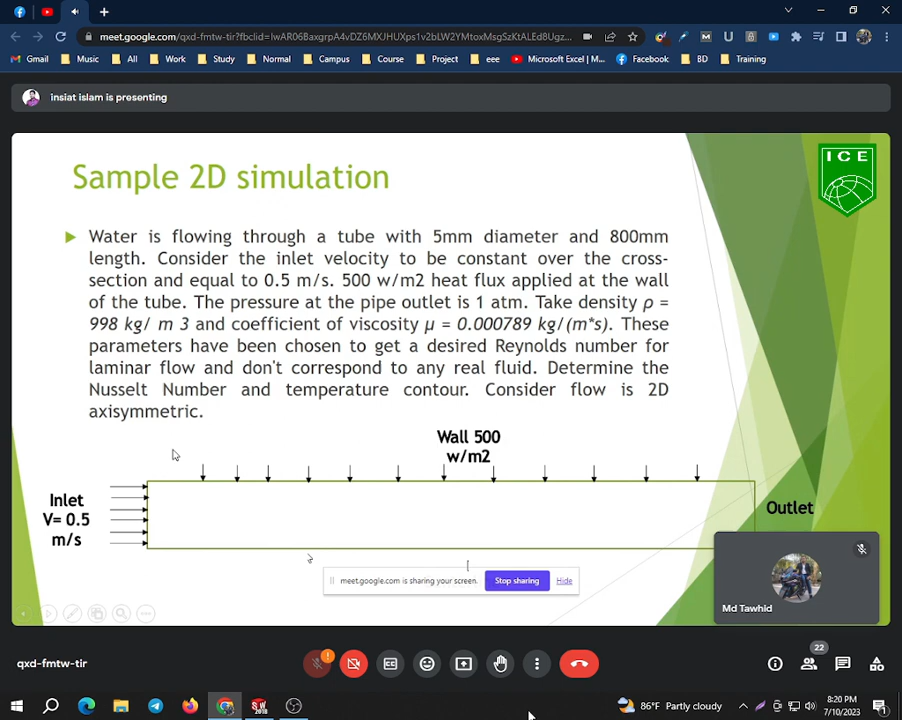 meet.google.com/qxd-fmtw-tir?fbclid=IwAR06BaxgrpA4vDZ6MXJHUXps1v2bLW2YMtoxMsgSzKtALEd8Ugz...
Gmail Music All Work Study Normal Campus Course Project eee Microsoft Excel | M... Facebook BD Training
insiat islam is presenting
Sample 2D simulation
I C E
Water is flowing through a tube with 5mm diameter and 800mm
length. Consider the inlet velocity to be constant over the cross-
section and equal to 0.5 m/s. 500 w/m2 heat flux applied at the wall
of the tube. The pressure at the pipe outlet is 1 atm. Take density ρ =
998 kg/ m 3 and coefficient of viscosity μ = 0.000789 kg/(m*s). These
parameters have been chosen to get a desired Reynolds number for
laminar flow and don't correspond to any real fluid. Determine the
Nusselt Number and temperature contour. Consider flow is 2D
axisymmetric.
Wall 500
w/m2
Inlet
V= 0.5
m/s
Outlet
meet.google.com is sharing your screen. Stop sharing Hide
Md Tawhid
qxd-fmtw-tir
22
86°F Partly cloudy
8:20 PM
7/10/2023